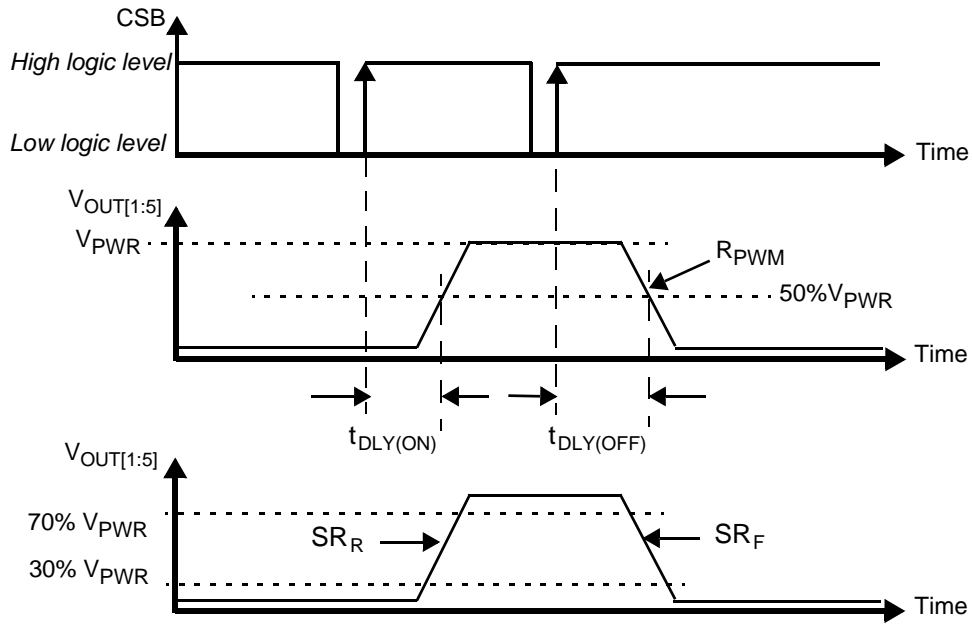 CSB
High logic level
Low logic level
Time
VOUT[1:5]
VPWR
RPWM
50%VPWR
Time
tDLY(ON)
tDLY(OFF)
VOUT[1:5]
70% VPWR
SRR
SRF
30% VPWR
Time